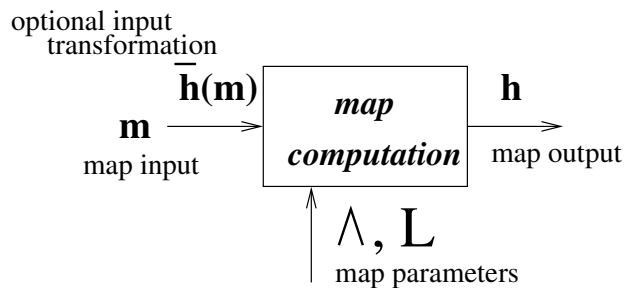 optional input
transformation
h̅(m)
map
h
m
computation
map input
map output
Λ, L
map parameters